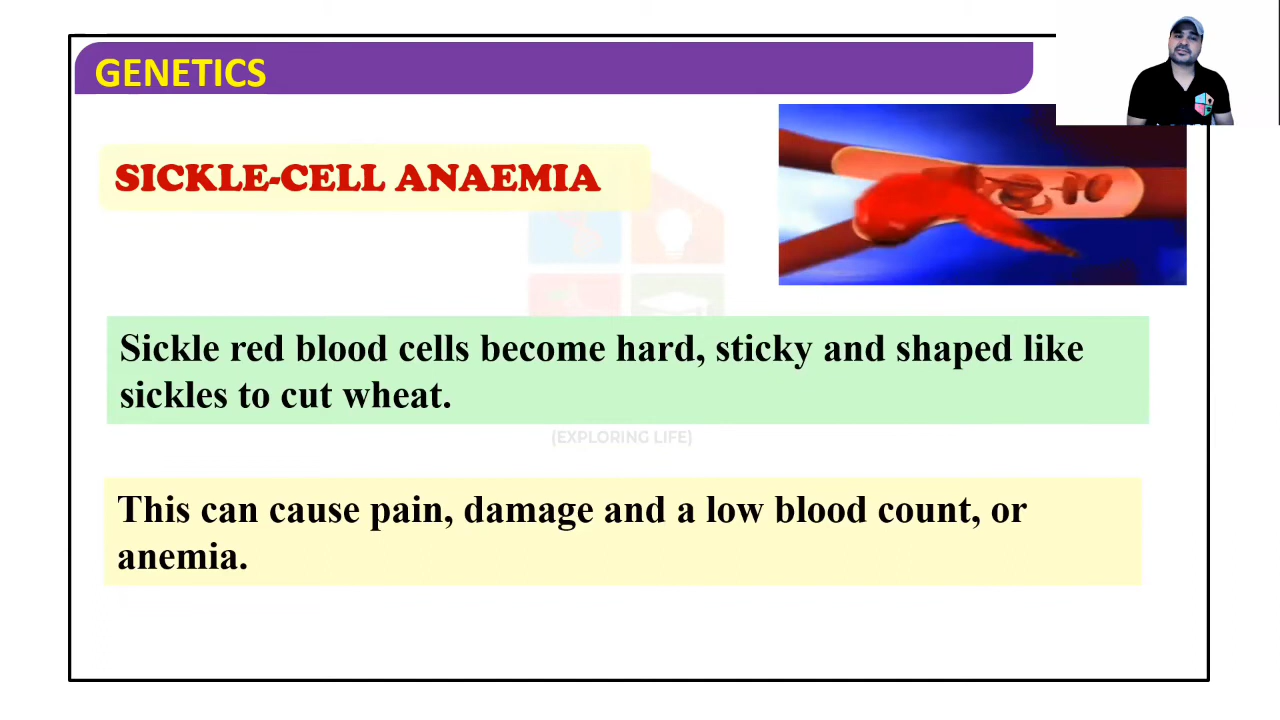 GENETICS
SICKLE-CELL ANAEMIA
Sickle red blood cells become hard, sticky and shaped like
sickles to cut wheat.
(EXPLORING LIFE)
This can cause pain, damage and a low blood count, or
anemia.